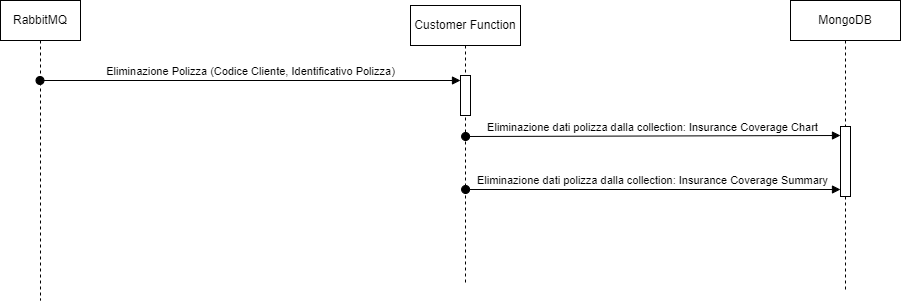 RabbitMQ
Customer Function
MongoDB
Eliminazione Polizza (Codice Cliente, Identificativo Polizza)
Eliminazione dati polizza dalla collection: Insurance Coverage Chart
Eliminazione dati polizza dalla collection: Insurance Coverage Summary